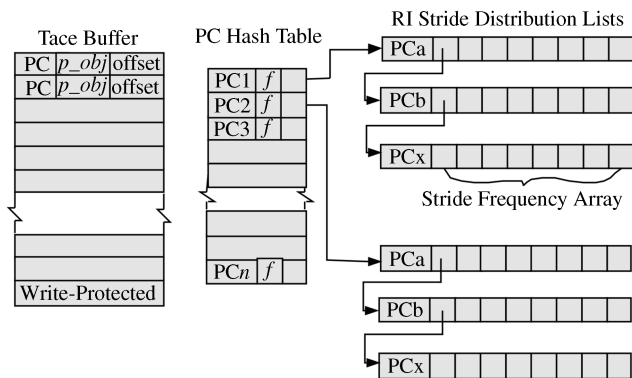 Tace Buffer
PC p_obj offset
PC p_obj offset
Write-Protected
PC Hash Table
PC1 f
PC2 f
PC3 f
PCn f
RI Stride Distribution Lists
PCa
PCb
PCx
Stride Frequency Array
PCa
PCb
PCx